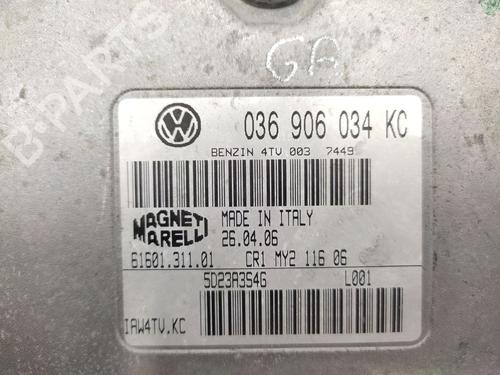 GA
036 906 034 KC
BENZIN 4TV 003 7449
MAGNETI MARELLI
MADE IN ITALY
26.04.06
61601.311.01 CR1 MY2 116 06
5D23A3S4G L001
IAW4TV.KC
B-PARTS